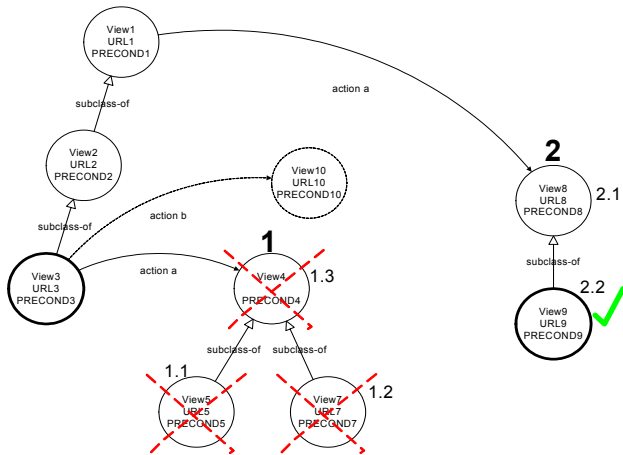 View1
URL1
PRECOND1
action a
subclass-of
View2
URL2
PRECOND2
2
View10
URL10
PRECOND10
View8
URL8
PRECOND8
2.1
subclass-of
action b
1
View3
URL3
PRECOND3
action a
View4
PRECOND4
1.3
subclass-of
2.2
View9
URL9
PRECOND9
subclass-of
subclass-of
1.1
View5
URL5
PRECOND5
View7
URL7
PRECOND7
1.2